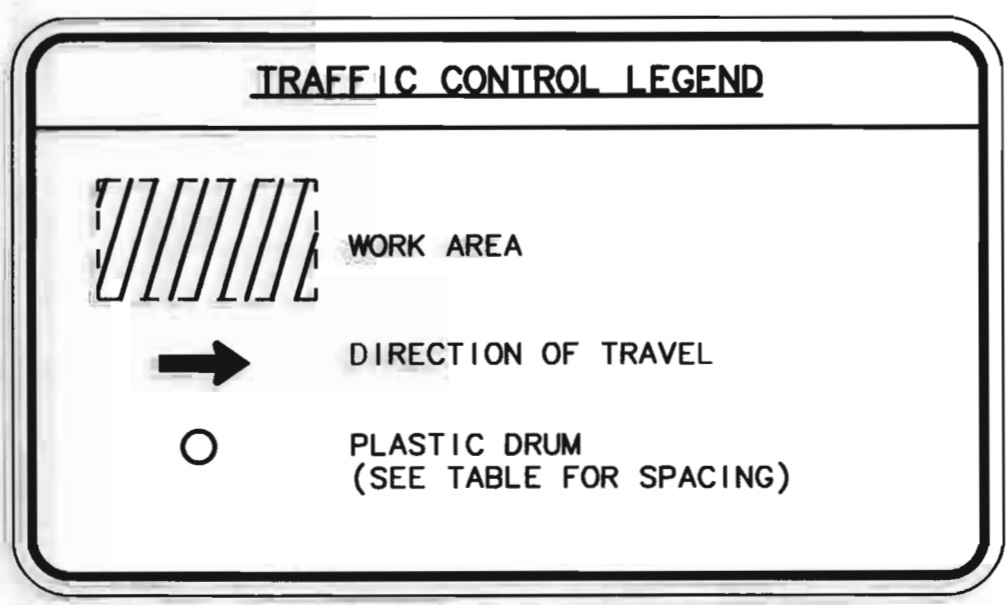 TRAFFIC CONTROL LEGEND
WORK AREA
DIRECTION OF TRAVEL
PLASTIC DRUM
(SEE TABLE FOR SPACING)